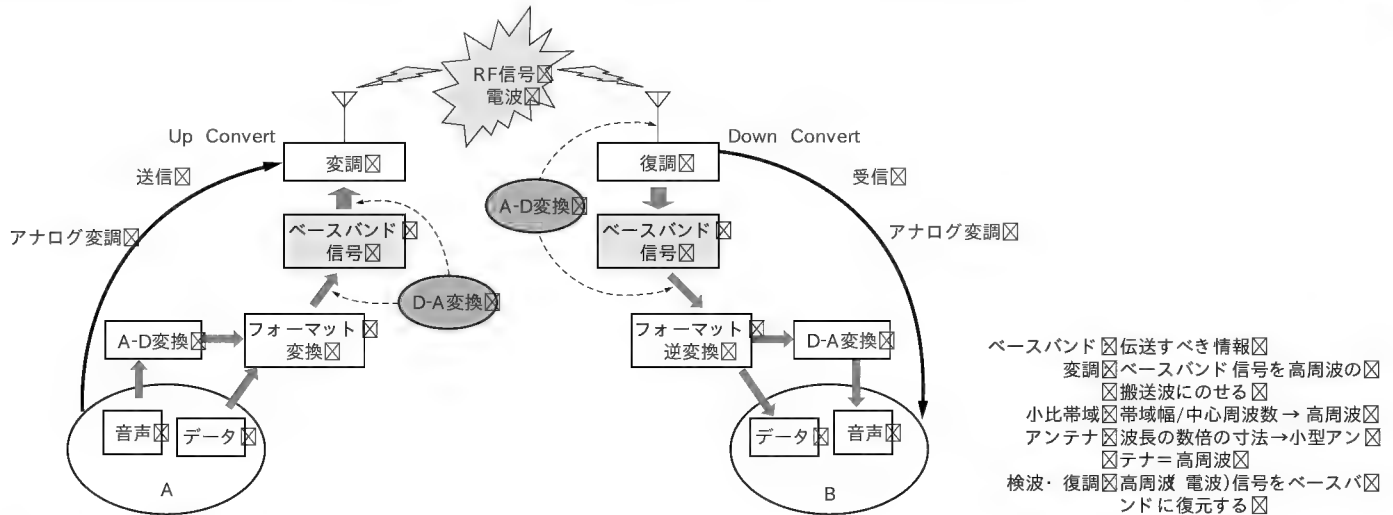 RF信号
電波
Up Convert
変調
送信
アナログ変調
ベースバンド
信号
D-A変換
A-D変換
フォーマット
変換
音声
データ
A
Down Convert
復調
受信
アナログ変調
A-D変換
ベースバンド
信号
フォーマット
逆変換
D-A変換
データ
音声
B
ベースバンド 伝送すべき情報
変調 ベースバンド信号を高周波の
搬送波にのせる
小比帯域 帯域幅/中心周波数→高周波
アンテナ 波長の数倍の寸法→小型アン
テナ=高周波
検波・復調 高周波 電波)信号をベースバ
ンドに復元する